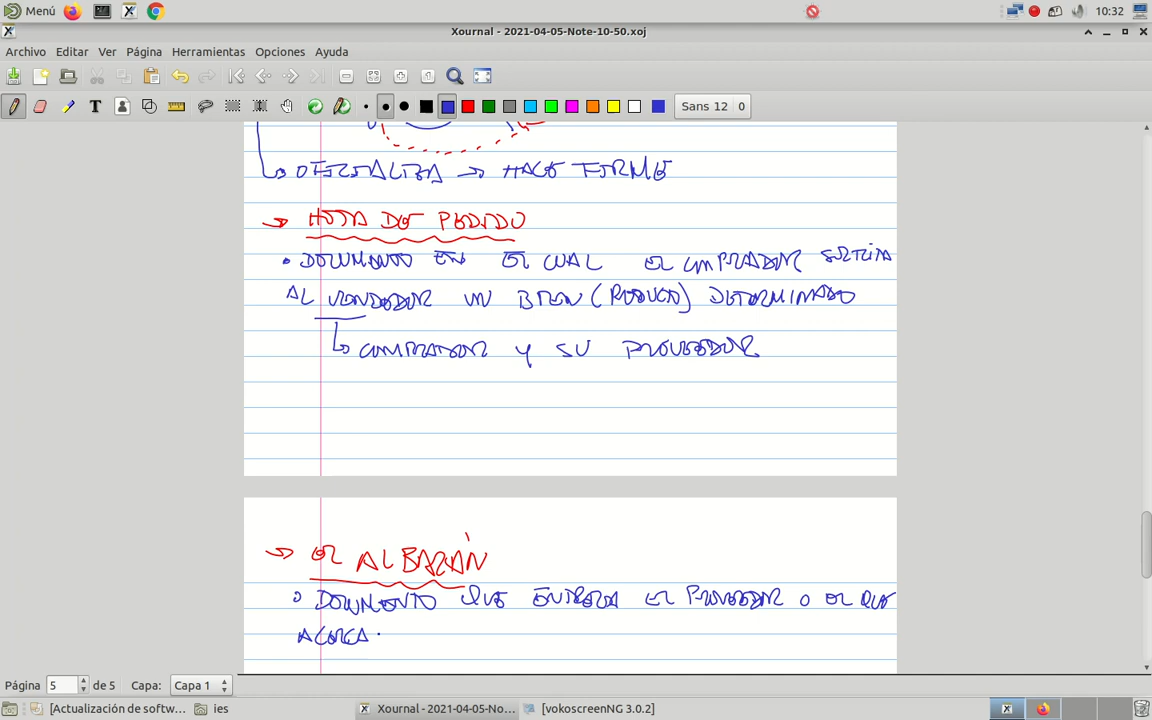 Menú 10:32
Xournal - 2021-04-05-Note-10-50.xoj
Archivo Editar Ver Página Herramientas Opciones Ayuda
T Sans 12 0
↳ OFICIALIZA → HACE FIRME
→ HOJA DE PEDIDO
• DOCUMENTO EN EL CUAL EL COMPRADOR SOLICITA
AL VENDEDOR UN BIEN (PRODUCTO) DETERMINADO
↳ COMPRADOR Y SU PROVEEDOR
→ EL ALBARÁN
• DOCUMENTO QUE ENTREGA EL PROVEEDOR O EL QUE
ACERCA
Página 5 de 5 Capa: Capa 1
[Actualización de softw... ies Xournal - 2021-04-05-No... [vokoscreenNG 3.0.2]